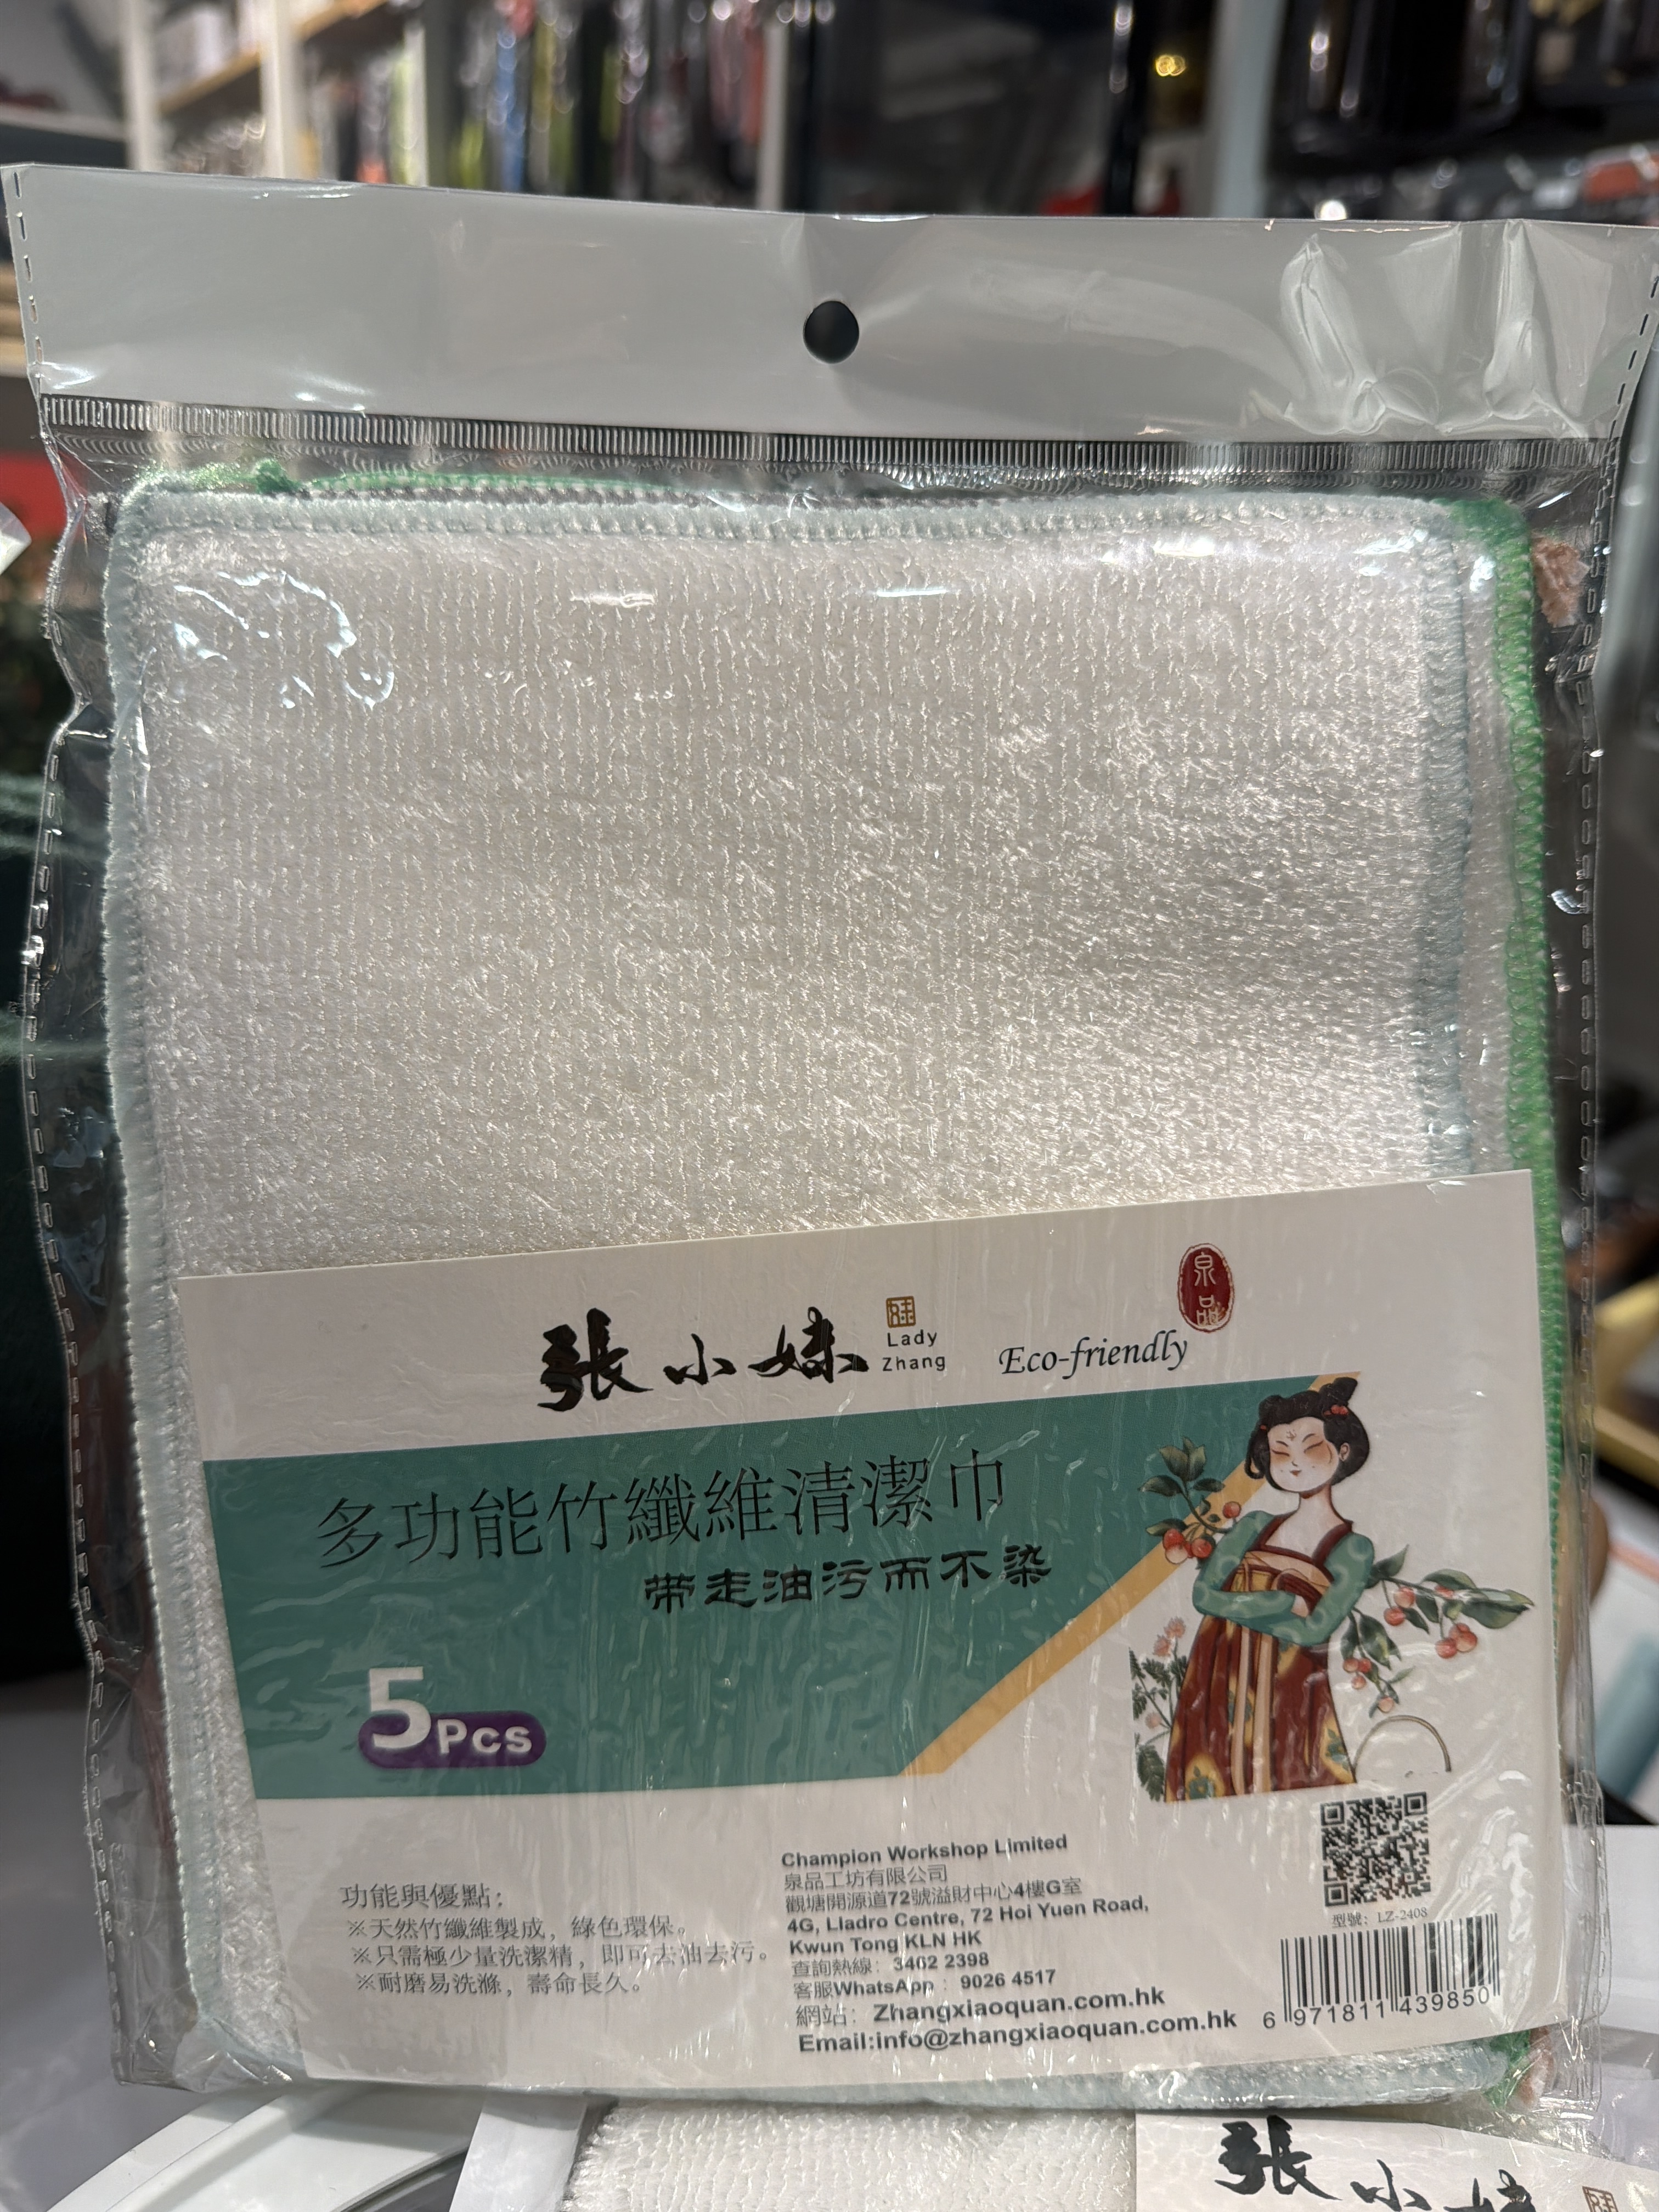 張小妹
Lady
Zhang
Eco-friendly
泉品
多功能竹纖維清潔巾
带走油污而不染
5Pcs
功能與優點：
※天然竹纖維製成，綠色環保。
※只需極少量洗潔精，即可去油去污。
※耐磨易洗滌，壽命長久。
Champion Workshop Limited
泉品工坊有限公司
觀塘開源道72號溢財中心4樓G室
4G, Lladro Centre, 72 Hoi Yuen Road,
Kwun Tong KLN HK
查詢熱線：3462 2398
客服WhatsApp：9026 4517
網站：Zhangxiaoquan.com.hk
Email:info@zhangxiaoquan.com.hk
型號：LZ-2408
6 971811 439850
張小妹